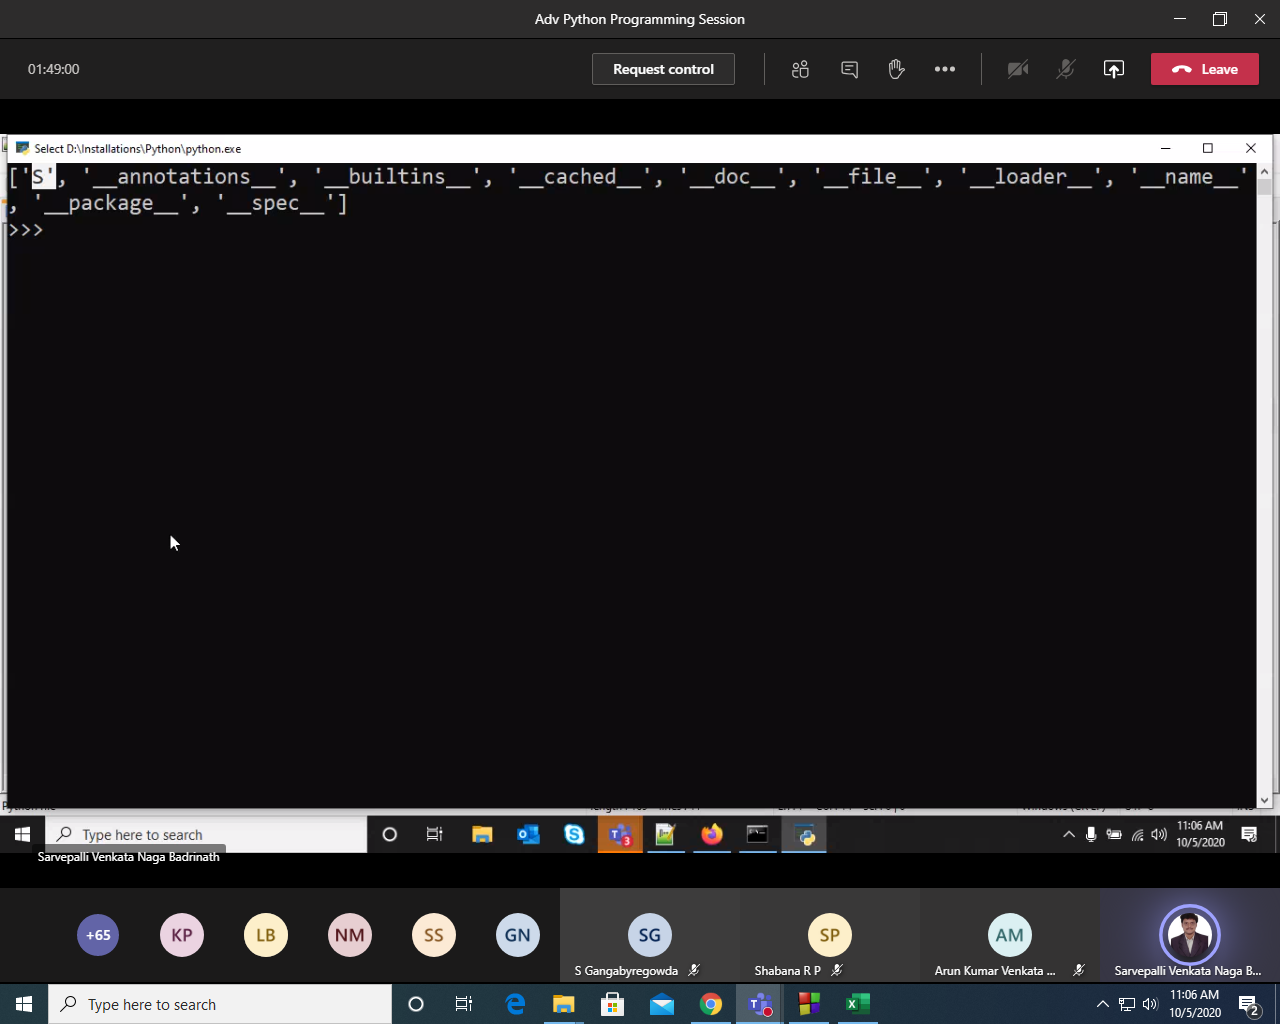 Adv Python Programming Session
01:49:00
Request control
Leave
Select D:\Installations\Python\python.exe
['S', '__annotations__', '__builtins__', '__cached__', '__doc__', '__file__', '__loader__', '__name__'
, '__package__', '__spec__']
>>>
Type here to search
3
11:06 AM
10/5/2020
Sarvepalli Venkata Naga Badrinath
+65
KP
LB
NM
SS
GN
SG
SP
AM
S Gangabyregowda
Shabana R P
Arun Kumar Venkata ...
Sarvepalli Venkata Naga B...
Type here to search
11:06 AM
10/5/2020
2